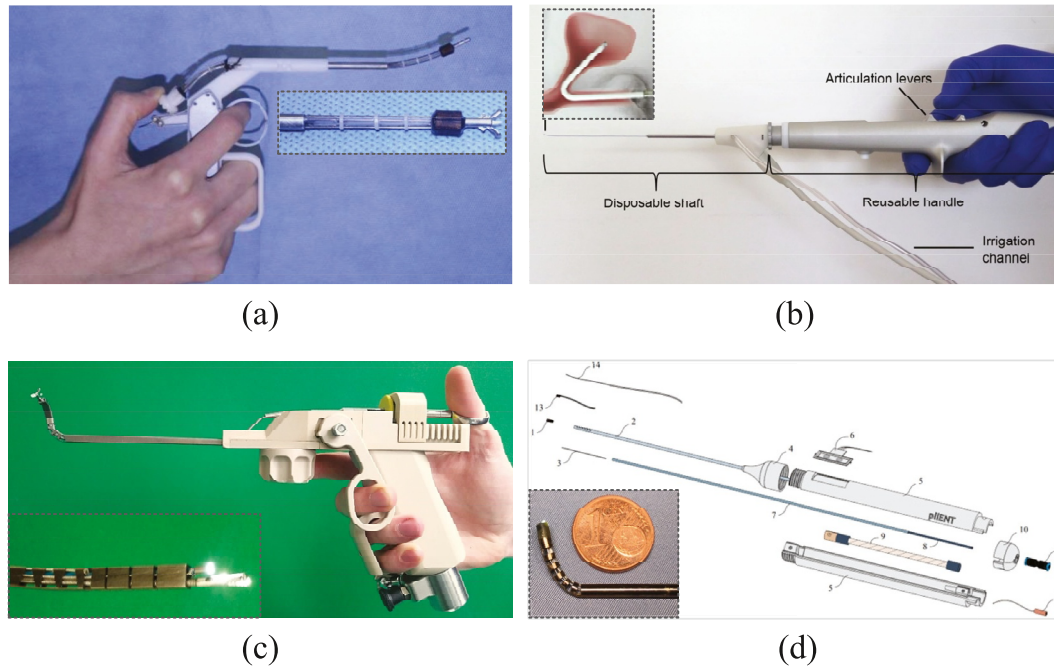 Articulation levers
Disposable shaft
Reusable handle
Irrigation
channel
(a)
(b)
14
13
1
2
3
4
6
5
pliENT
7
9
8
10
5
(c)
(d)